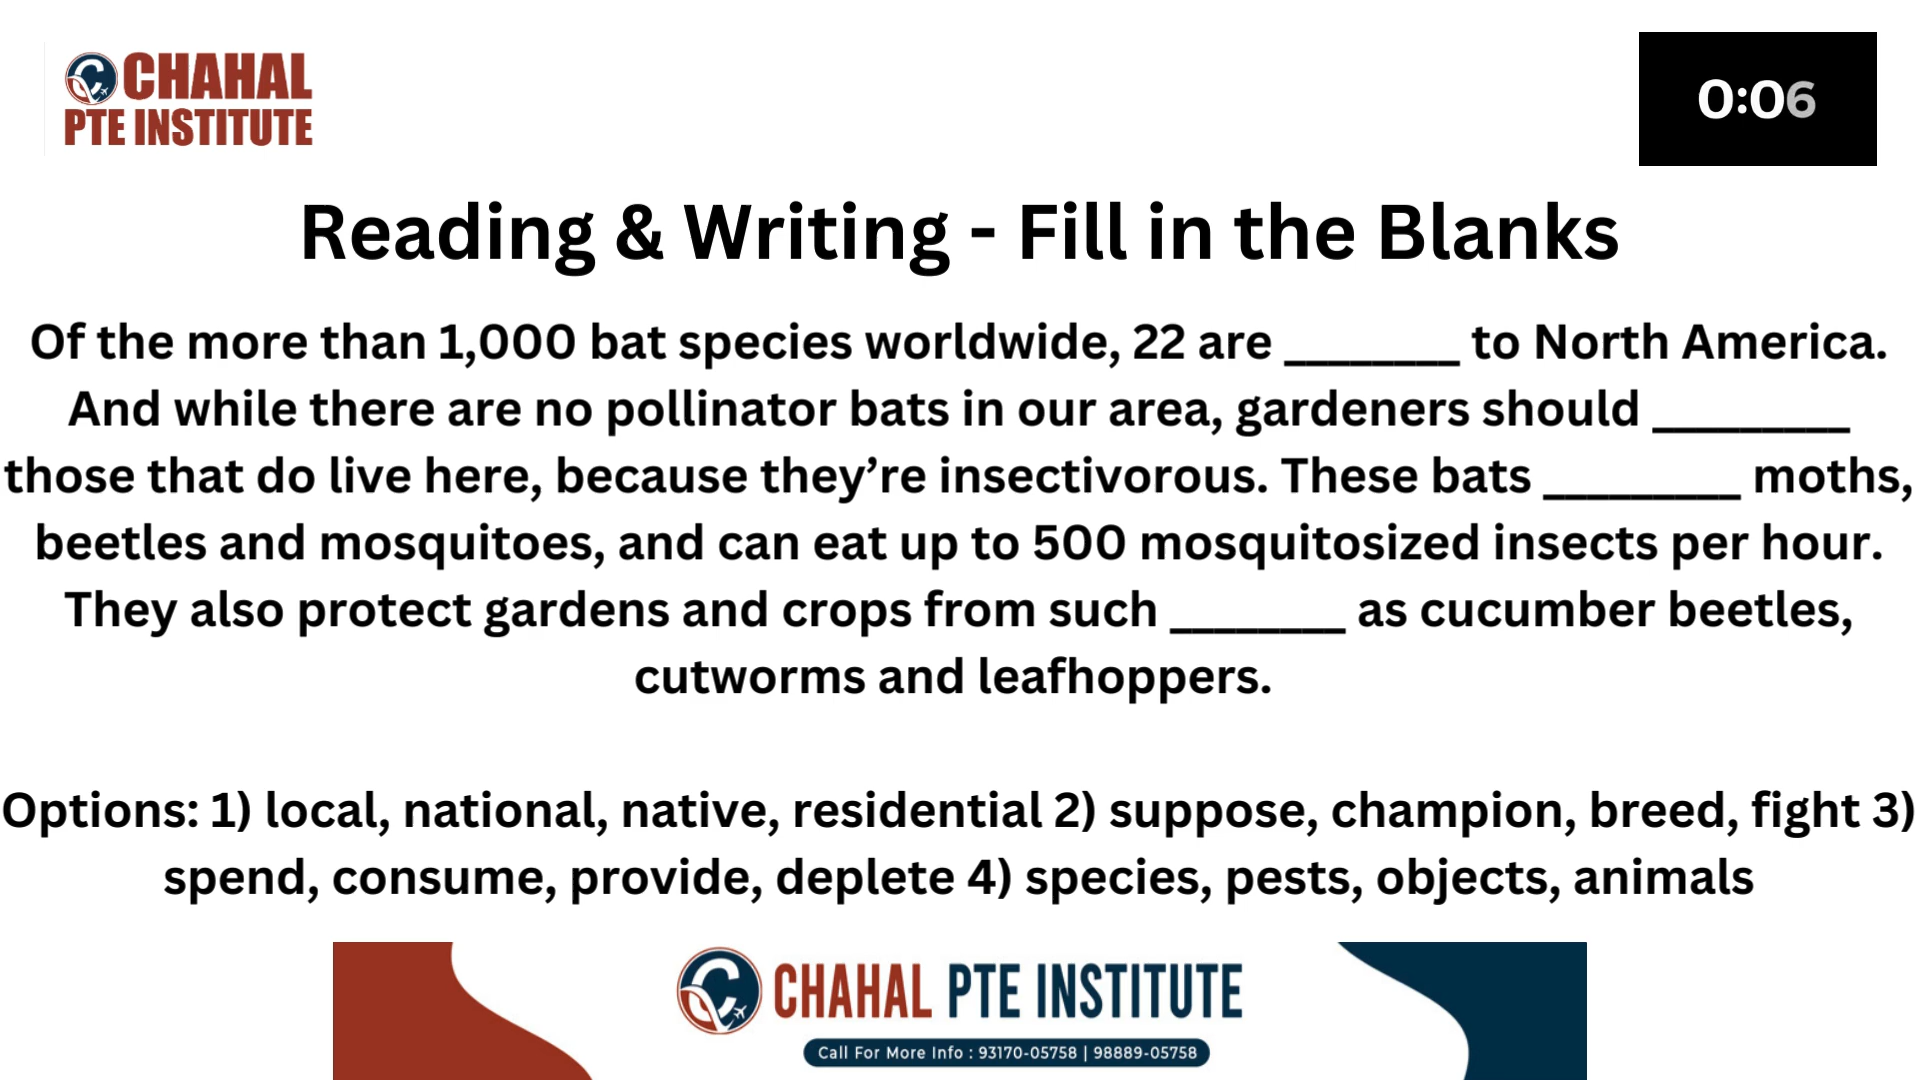 CHAHAL
PTE INSTITUTE
0:06
Reading & Writing - Fill in the Blanks
Of the more than 1,000 bat species worldwide, 22 are ________ to North America.
And while there are no pollinator bats in our area, gardeners should _________
those that do live here, because they’re insectivorous. These bats _________ moths,
beetles and mosquitoes, and can eat up to 500 mosquitosized insects per hour.
They also protect gardens and crops from such ________ as cucumber beetles,
cutworms and leafhoppers.
Options: 1) local, national, native, residential 2) suppose, champion, breed, fight 3)
spend, consume, provide, deplete 4) species, pests, objects, animals
CHAHAL PTE INSTITUTE
Call For More Info : 93170-05758 | 98889-05758